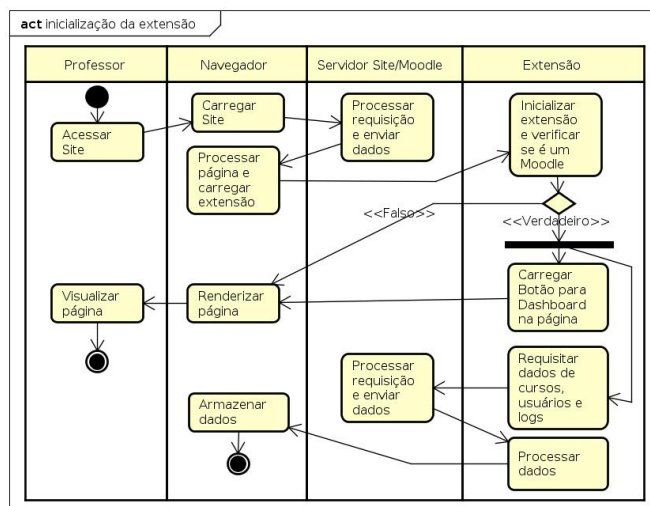 act inicialização da extensão
Professor
Navegador
Servidor Site/Moodle
Extensão
Acessar
Site
Carregar
Site
Processar
requisição
e enviar
dados
Inicializar
extensão
e verificar
se é um
Moodle
Processar
página e
carregar
extensão
<<Falso>>
<<Verdadeiro>>
Visualizar
página
Renderizar
página
Carregar
Botão para
Dashboard
na página
Processar
requisição
e enviar
dados
Requisitar
dados de
cursos,
usuários e
logs
Armazenar
dados
Processar
dados